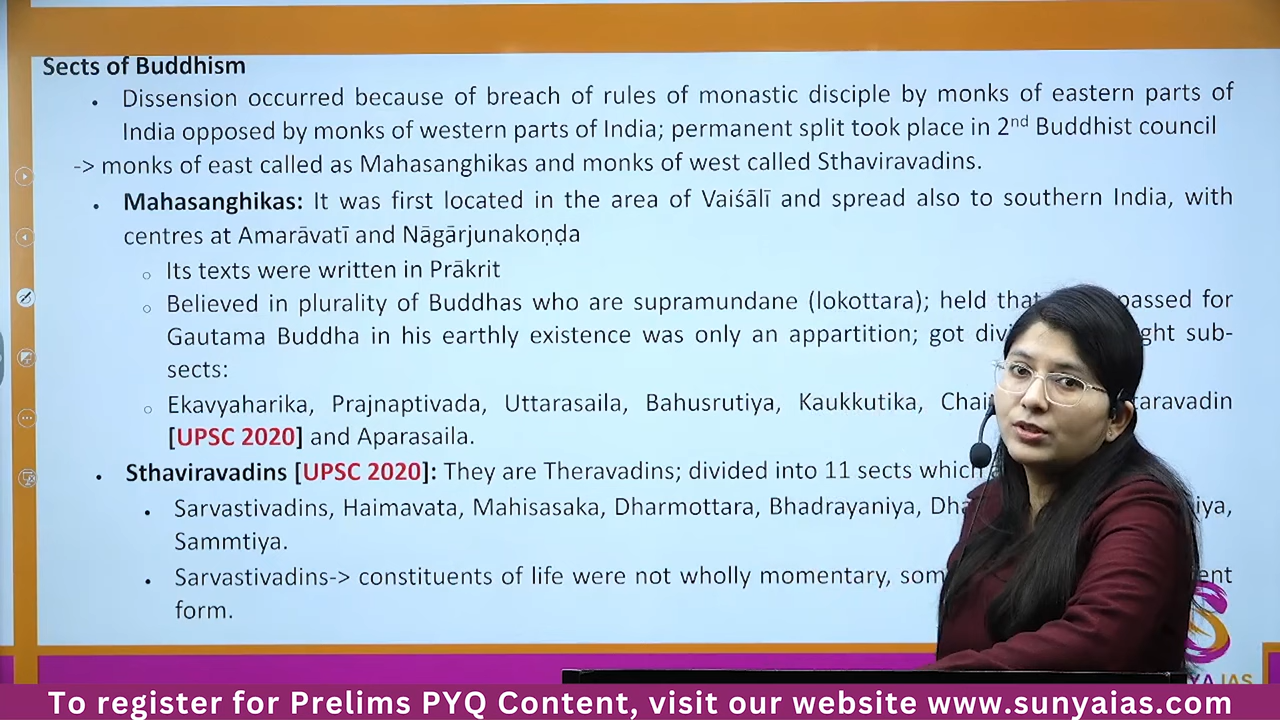 Sects of Buddhism
• Dissension occurred because of breach of rules of monastic disciple by monks of eastern parts of
India opposed by monks of western parts of India; permanent split took place in 2nd Buddhist council
-> monks of east called as Mahasanghikas and monks of west called Sthaviravadins.
• Mahasanghikas: It was first located in the area of Vaiśālī and spread also to southern India, with
centres at Amarāvatī and Nāgārjunakoṇḍa
○ Its texts were written in Prākrit
○ Believed in plurality of Buddhas who are supramundane (lokottara); held passed for
Gautama Buddha in his earthly existence was only an appartition; got sub-
sects:
○ Ekavyaharika, Prajnaptivada, Uttarasaila, Bahusrutiya, Kaukkutika,
[UPSC 2020] and Aparasaila.
• Sthaviravadins [UPSC 2020]: They are Theravadins; divided into 11 sects which
• Sarvastivadins, Haimavata, Mahisasaka, Dharmottara, Bhadrayaniya,
Sammtiya.
• Sarvastivadins-> constituents of life were not wholly momentary,
form.
IAS
To register for Prelims PYQ Content, visit our website www.sunyaias.com